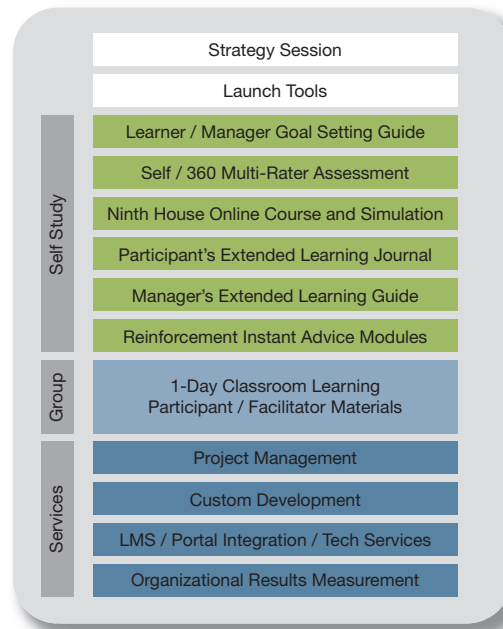 Strategy Session
Launch Tools
Self Study
Learner / Manager Goal Setting Guide
Self / 360 Multi-Rater Assessment
Ninth House Online Course and Simulation
Participant’s Extended Learning Journal
Manager’s Extended Learning Guide
Reinforcement Instant Advice Modules
Group
1-Day Classroom Learning
Participant / Facilitator Materials
Services
Project Management
Custom Development
LMS / Portal Integration / Tech Services
Organizational Results Measurement